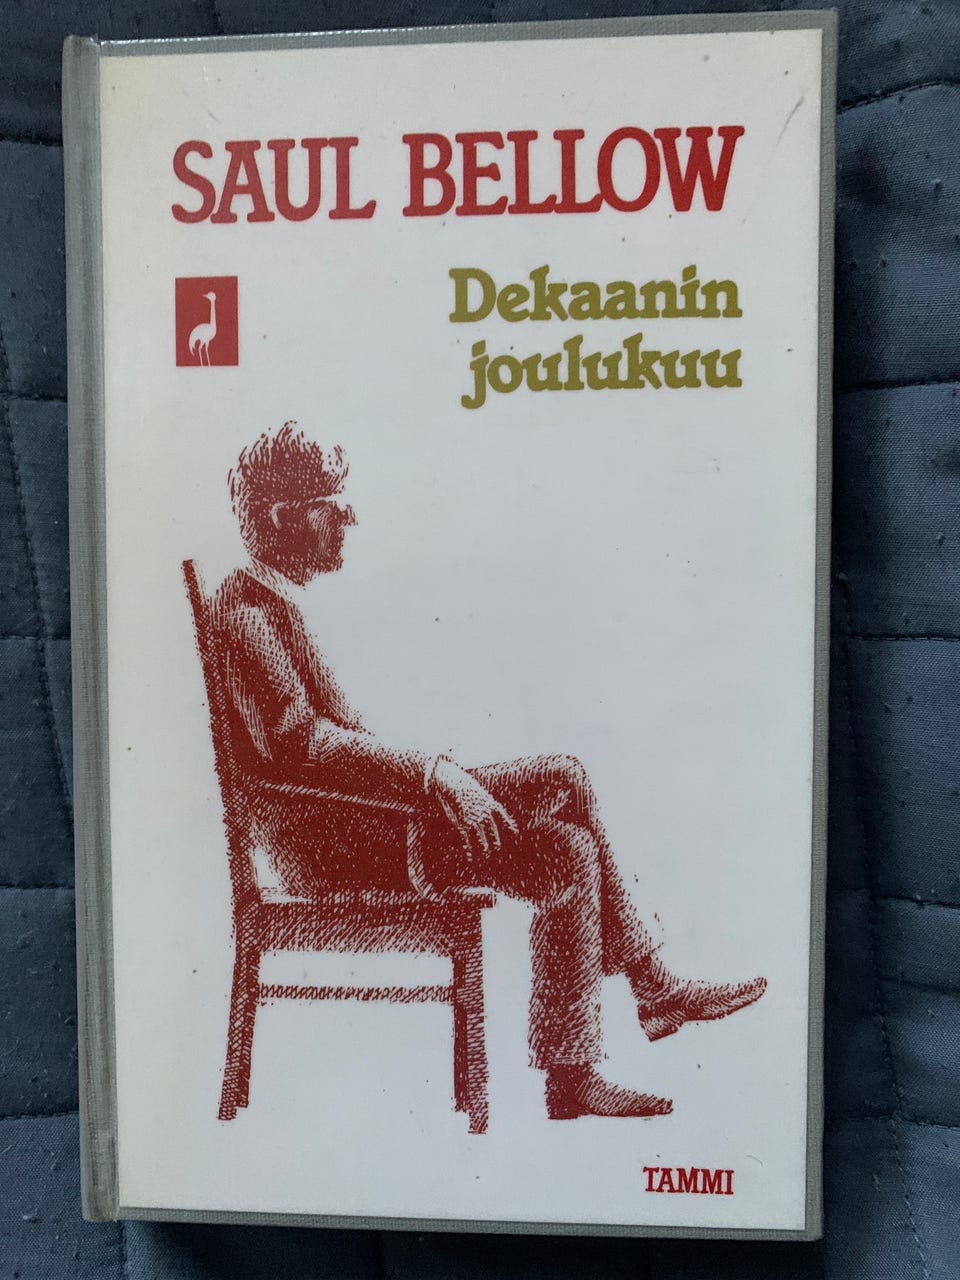 SAUL BELLOW
Dekaanin
joulukuu
TAMMI